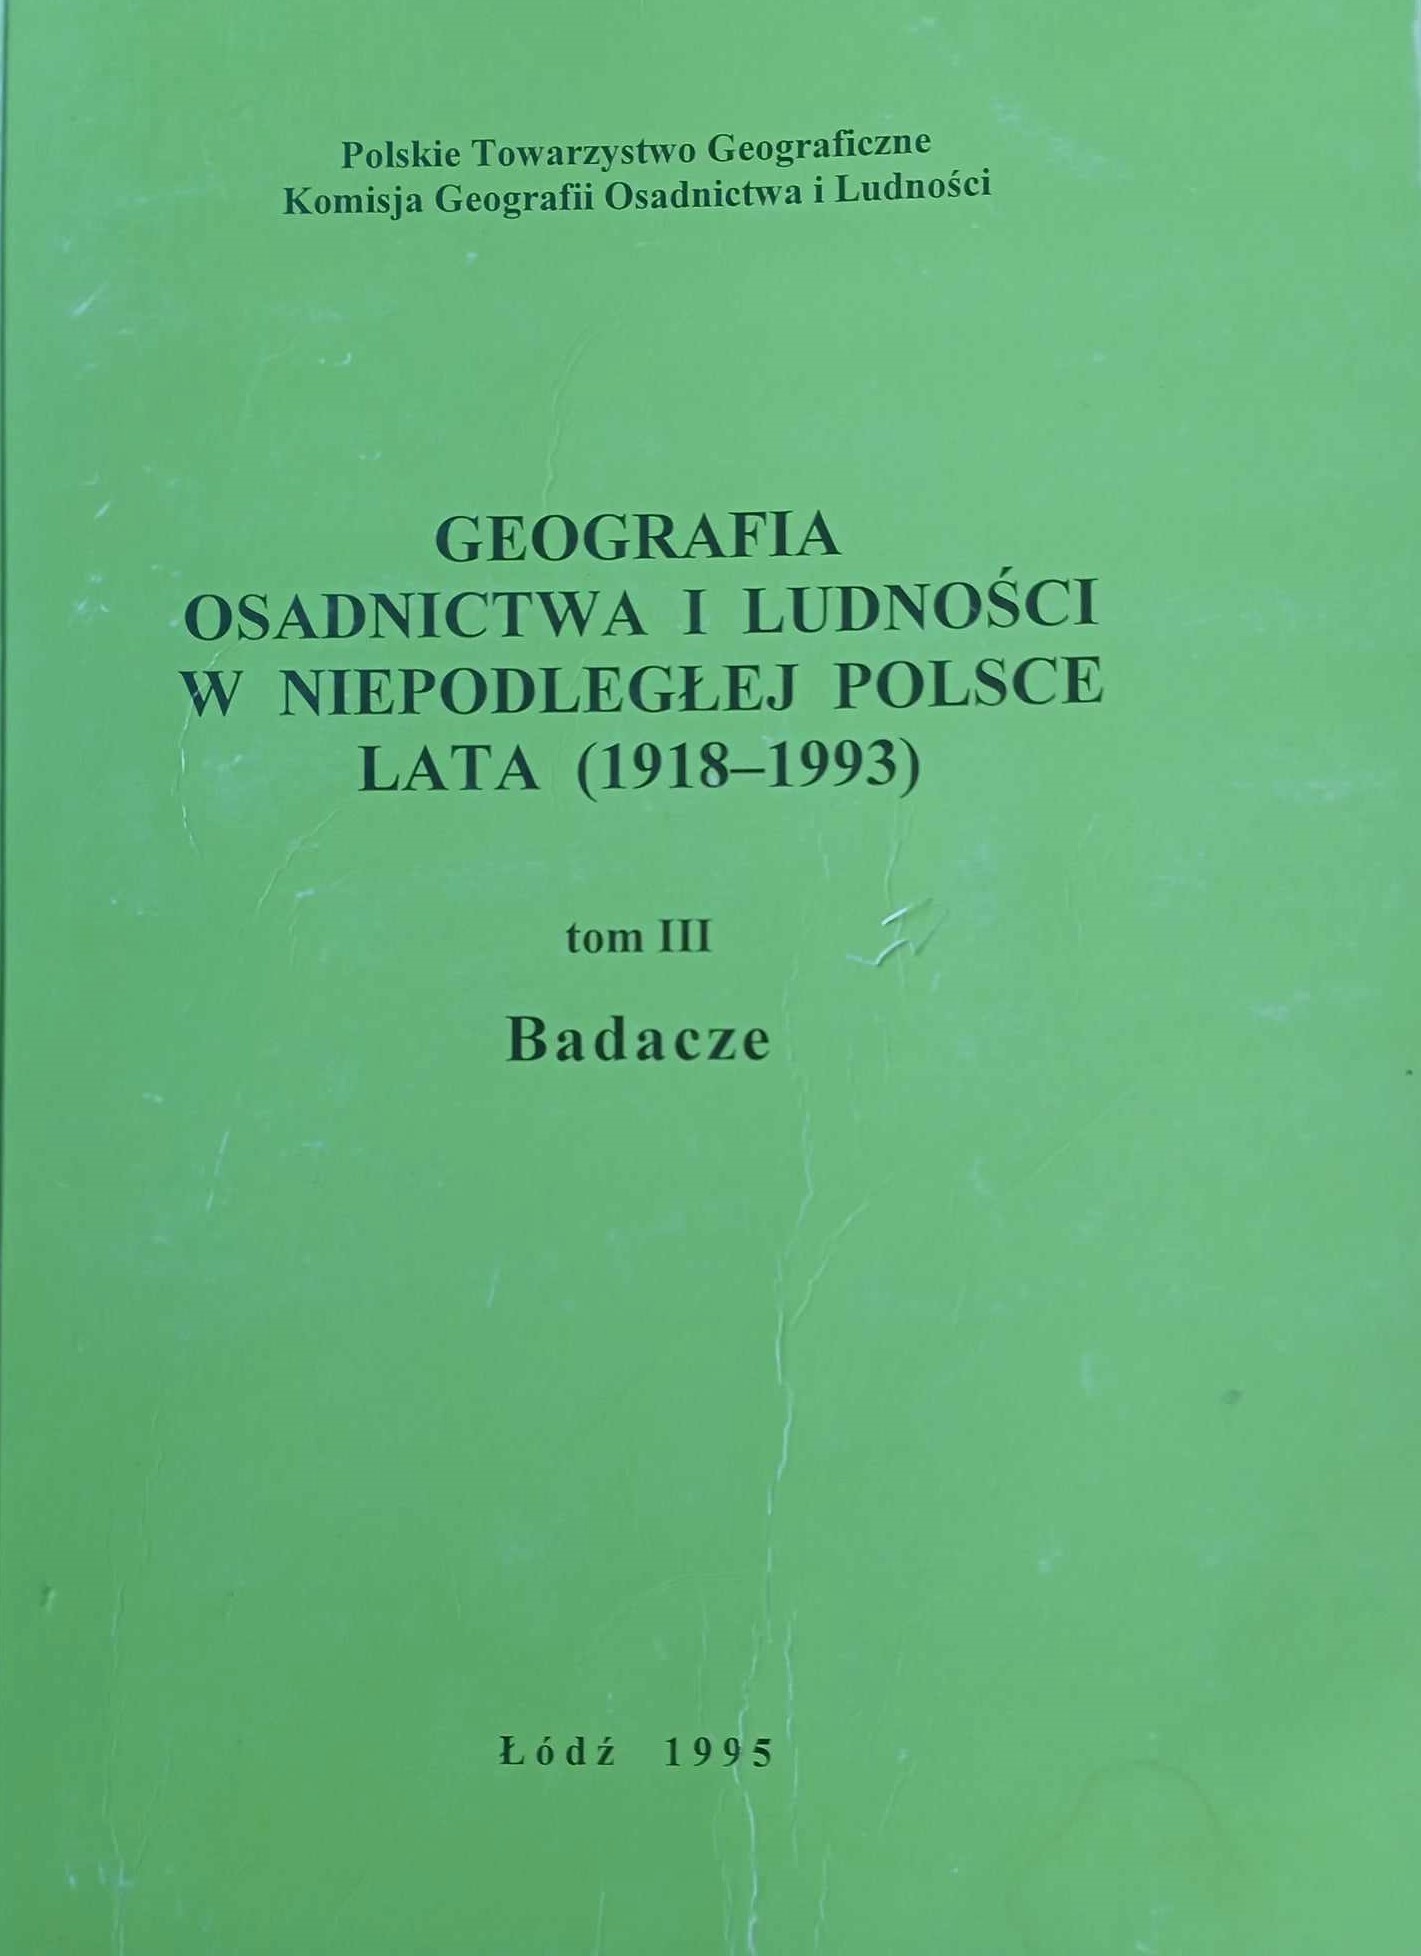 Polskie Towarzystwo Geograficzne
Komisja Geografii Osadnictwa i Ludności
GEOGRAFIA
OSADNICTWA I LUDNOŚCI
W NIEPODLEGŁEJ POLSCE
LATA (1918–1993)
tom III
Badacze
Łódź 1995